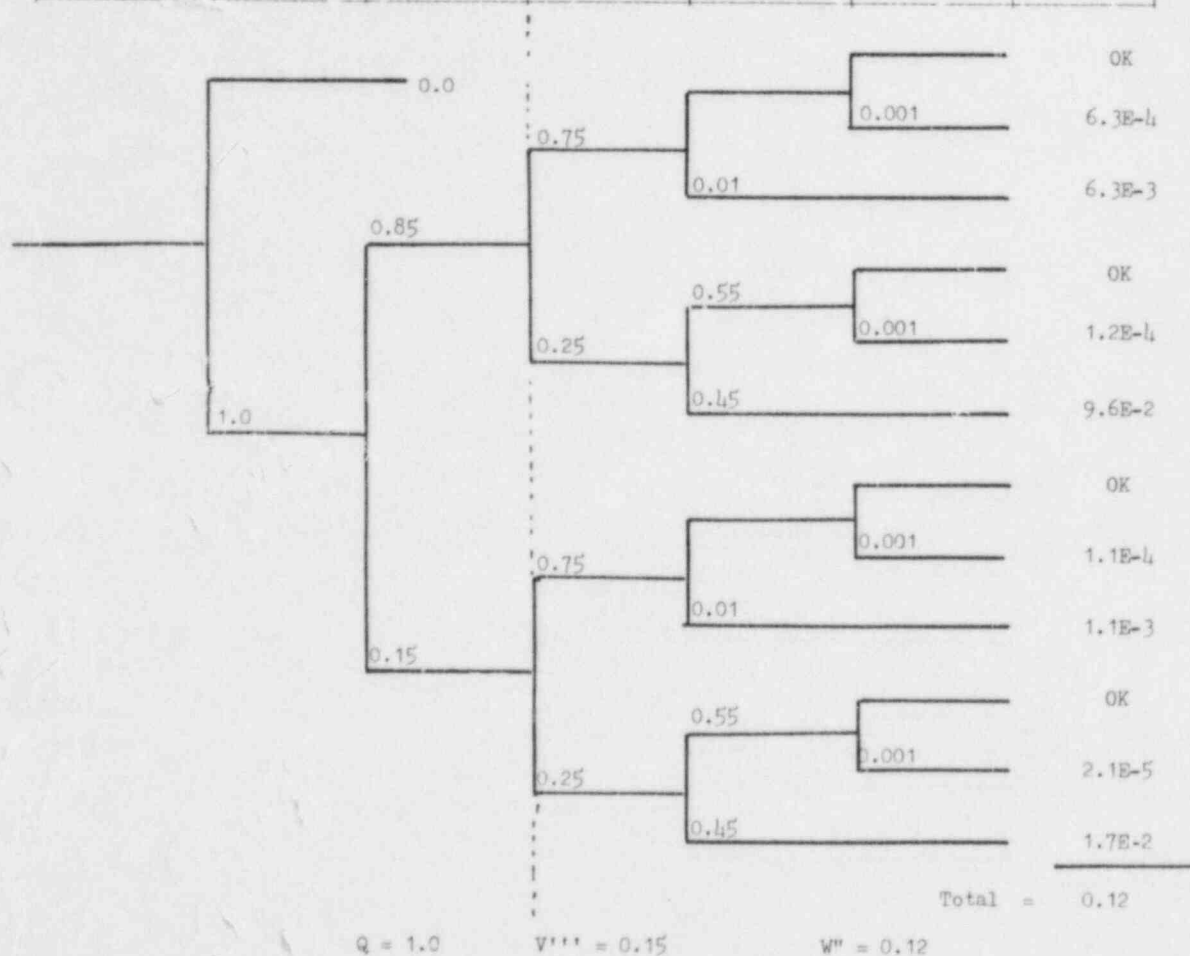 OK
0.0
0.001
6.3E-4
0.75
0.01
6.3E-3
0.85
OK
0.55
0.001
1.2E-4
0.25
0.45
9.6E-2
1.0
OK
0.001
1.1E-4
0.75
0.01
1.1E-3
0.15
OK
0.55
0.001
2.1E-5
0.25
0.45
1.7E-2
Total = 0.12
Q = 1.0 V''' = 0.15 W" = 0.12